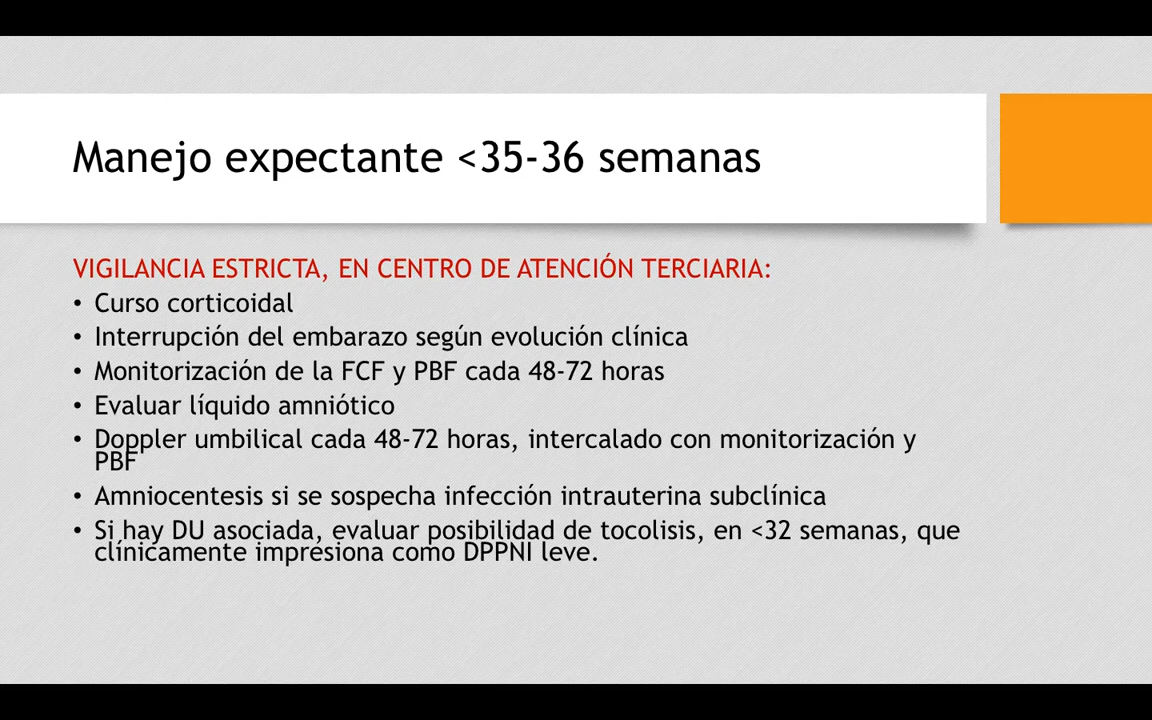 Manejo expectante <35-36 semanas
VIGILANCIA ESTRICTA, EN CENTRO DE ATENCIÓN TERCIARIA:
• Curso corticoidal
• Interrupción del embarazo según evolución clínica
• Monitorización de la FCF y PBF cada 48-72 horas
• Evaluar líquido amniótico
• Doppler umbilical cada 48-72 horas, intercalado con monitorización y
PBF
• Amniocentesis si se sospecha infección intrauterina subclínica
• Si hay DU asociada, evaluar posibilidad de tocolisis, en <32 semanas, que
clínicamente impresiona como DPPNI leve.